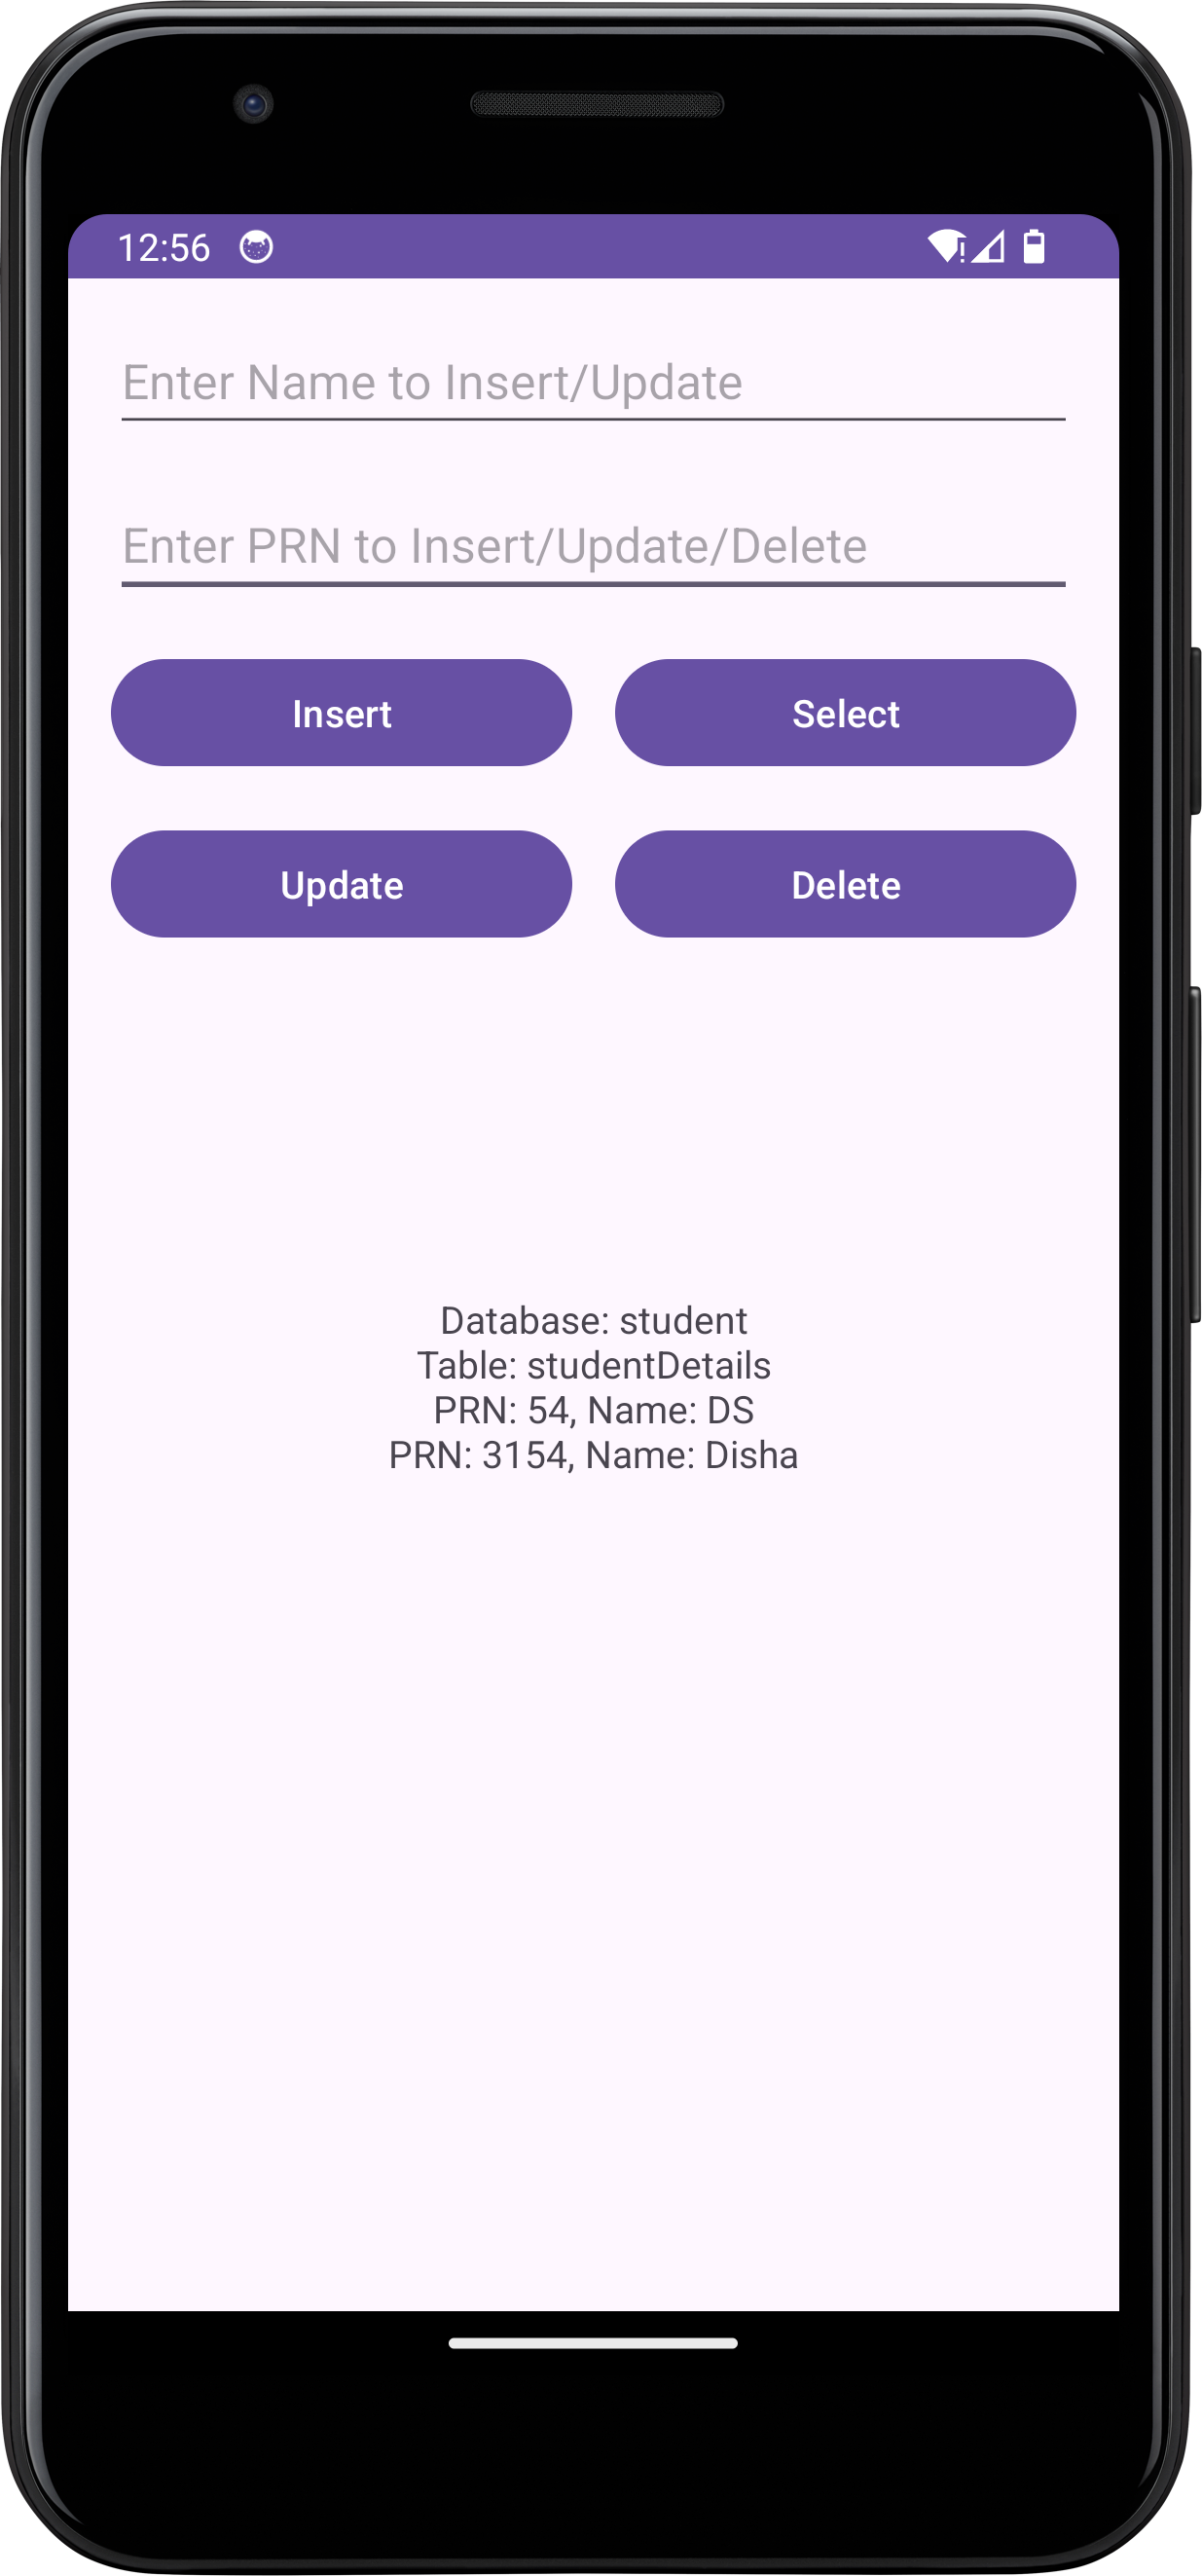 12:56
Enter Name to Insert/Update
Enter PRN to Insert/Update/Delete
Insert Select
Update Delete
Database: student
Table: studentDetails
PRN: 54, Name: DS
PRN: 3154, Name: Disha